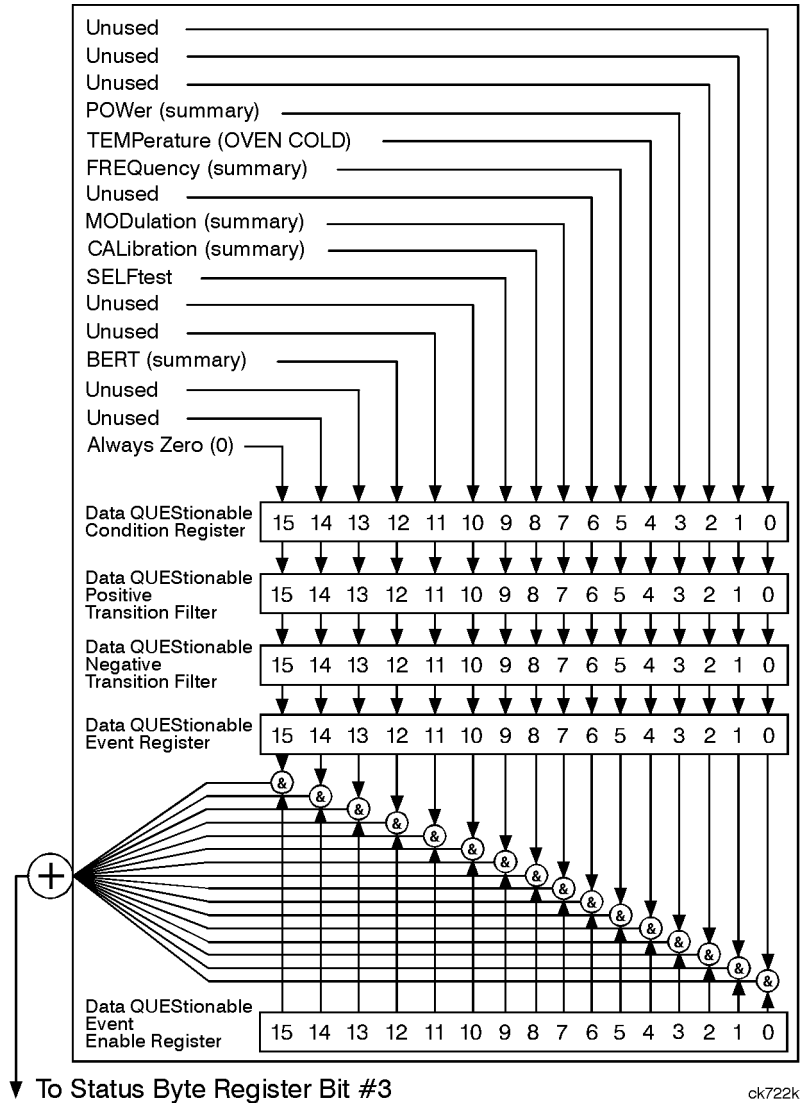 Unused
Unused
Unused
POWer (summary)
TEMPerature (OVEN COLD)
FREQuency (summary)
Unused
MODulation (summary)
CALibration (summary)
SELFtest
Unused
Unused
BERT (summary)
Unused
Unused
Always Zero (0)
Data QUEStionable
Condition Register
15 14 13 12 11 10 9 8 7 6 5 4 3 2 1 0
Data QUEStionable
Positive
Transition Filter
15 14 13 12 11 10 9 8 7 6 5 4 3 2 1 0
Data QUEStionable
Negative
Transition Filter
15 14 13 12 11 10 9 8 7 6 5 4 3 2 1 0
Data QUEStionable
Event Register
15 14 13 12 11 10 9 8 7 6 5 4 3 2 1 0
& & & & & & & & & & & & & & & &
+
Data QUEStionable
Event
Enable Register
15 14 13 12 11 10 9 8 7 6 5 4 3 2 1 0
To Status Byte Register Bit #3
ck722k